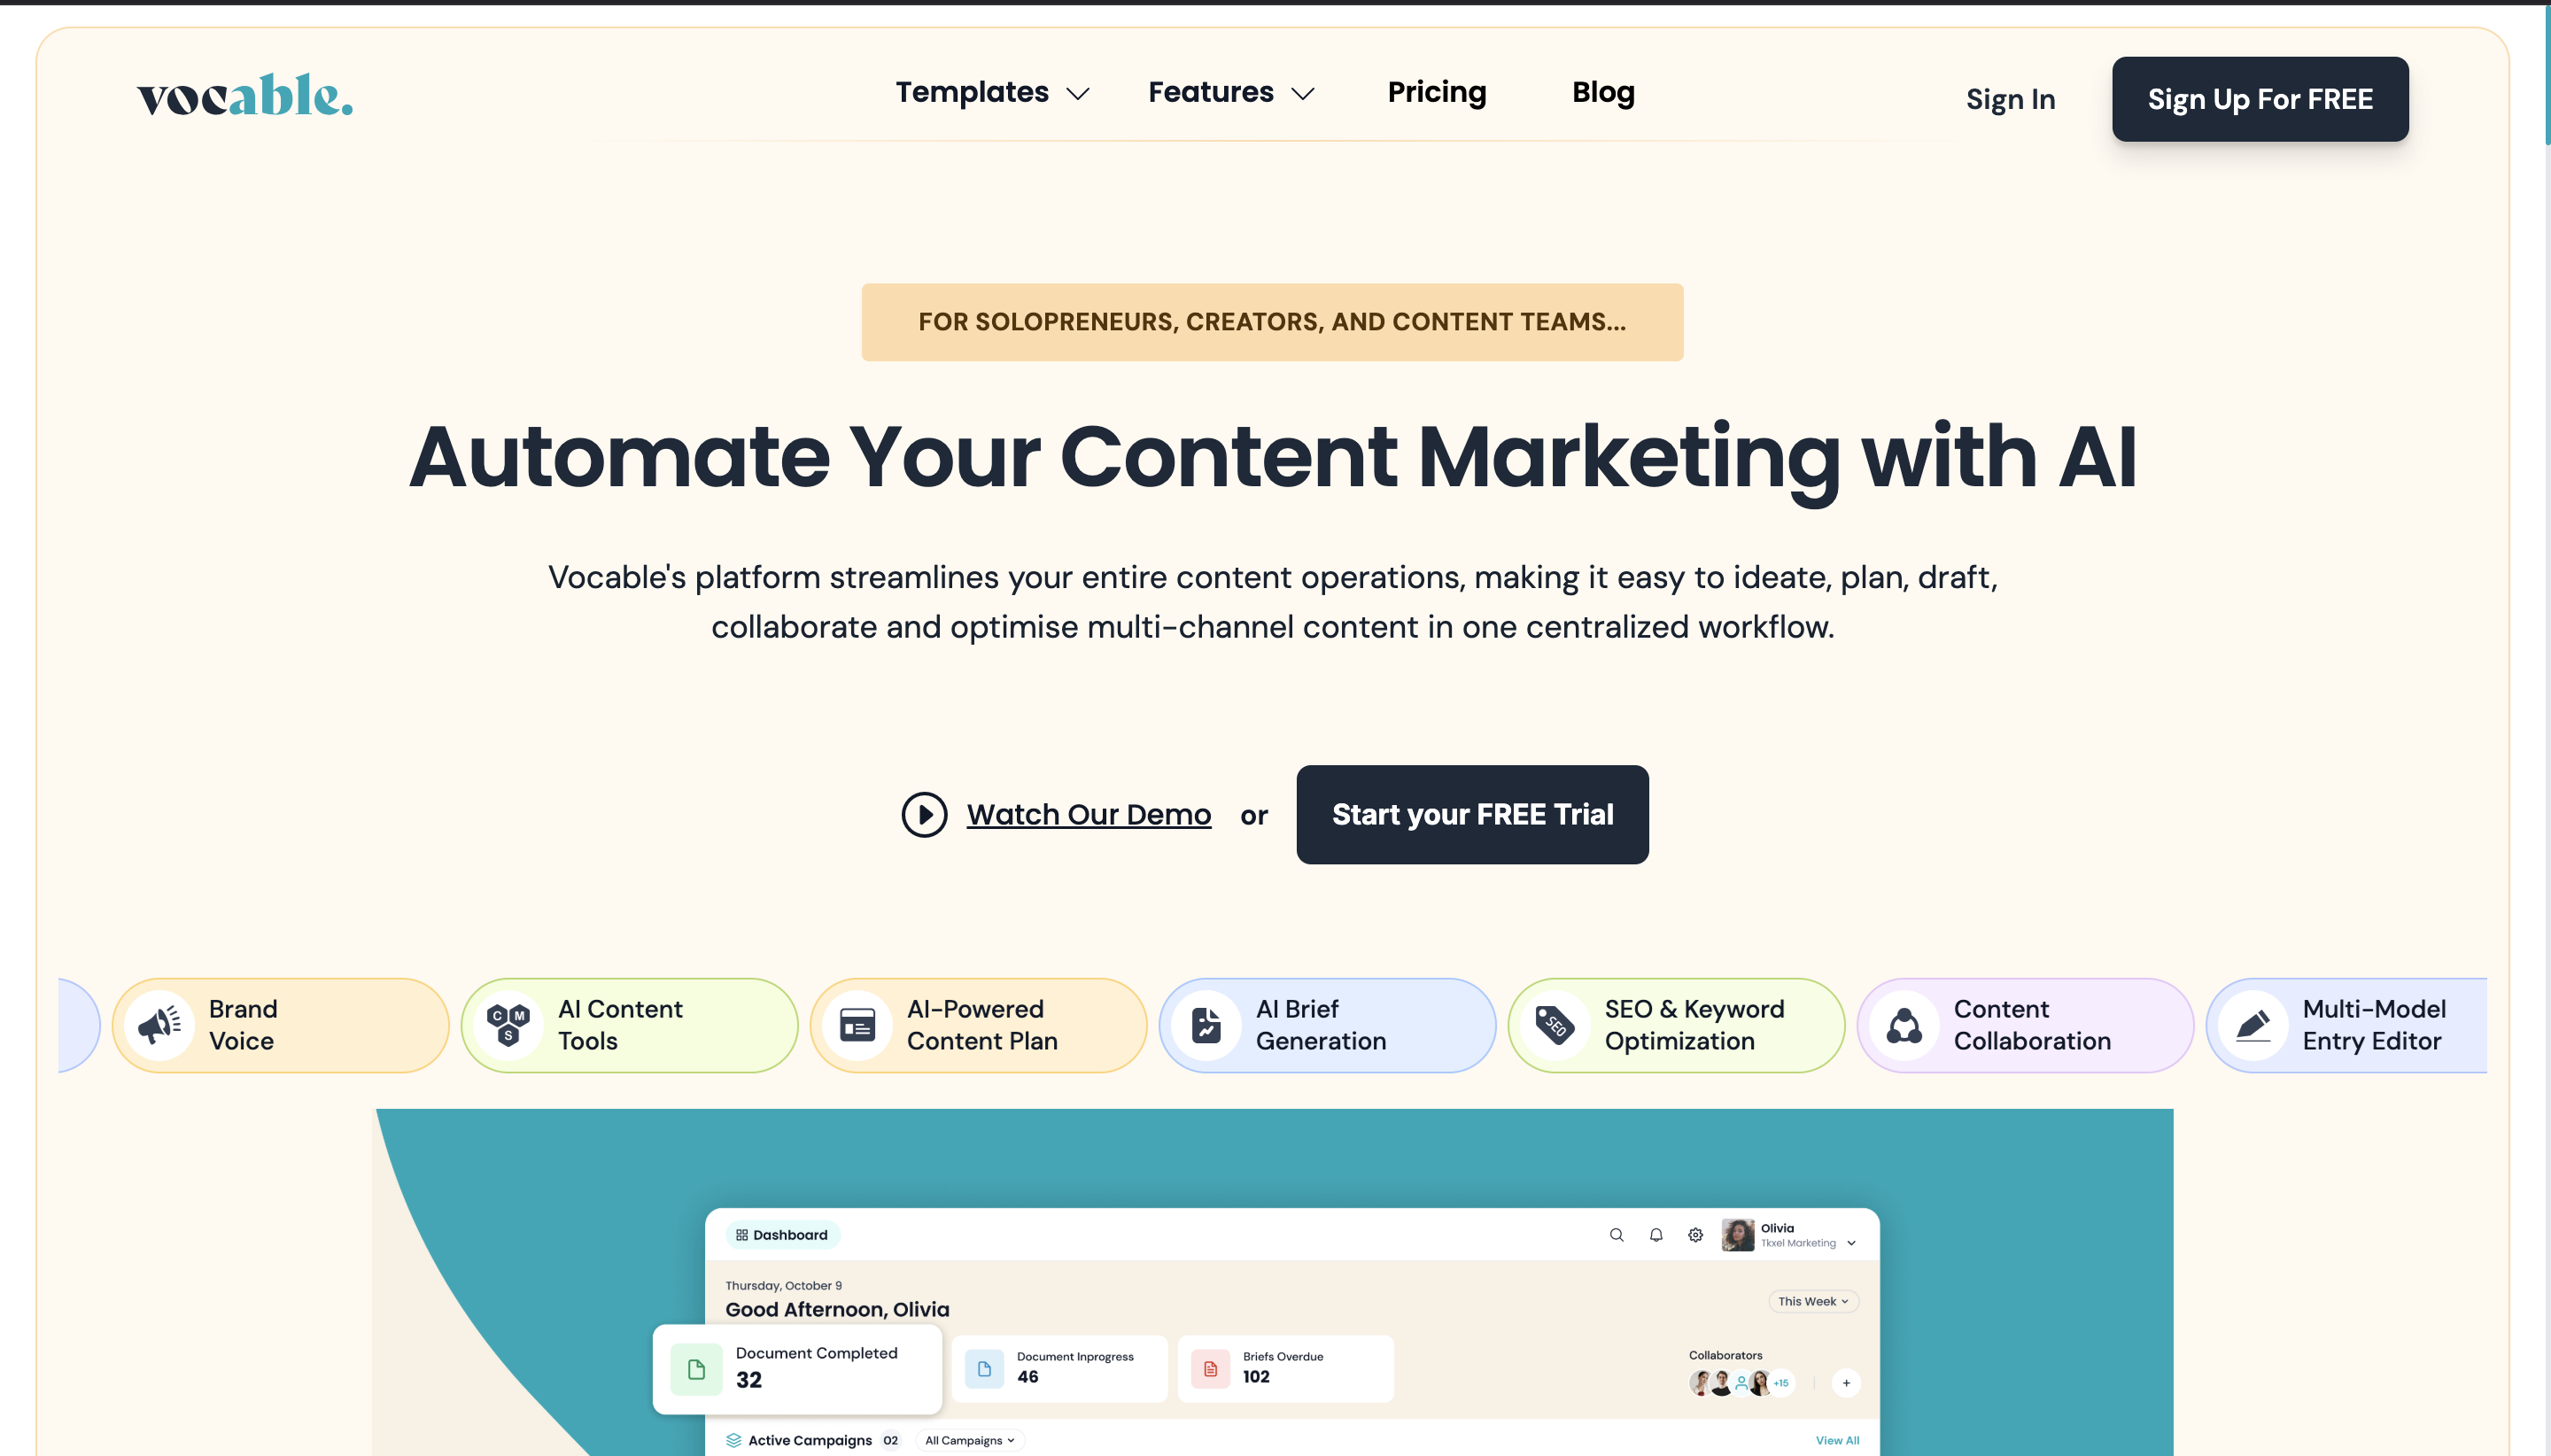 vocable.
Templates
Features
Pricing
Blog
Sign In
Sign Up For FREE
FOR SOLOPRENEURS, CREATORS, AND CONTENT TEAMS...
Automate Your Content Marketing with AI
Vocable's platform streamlines your entire content operations, making it easy to ideate, plan, draft,
collaborate and optimise multi-channel content in one centralized workflow.
Watch Our Demo
or
Start your FREE Trial
Brand
Voice
C M
S
AI Content
Tools
AI-Powered
Content Plan
AI Brief
Generation
SEO
SEO & Keyword
Optimization
Content
Collaboration
Multi-Model
Entry Editor
Dashboard
Olivia
Tkxel Marketing
Thursday, October 9
Good Afternoon, Olivia
This Week
Document Completed
32
Document Inprogress
46
Briefs Overdue
102
Collaborators
+15
+
Active Campaigns 02
All Campaigns
View All